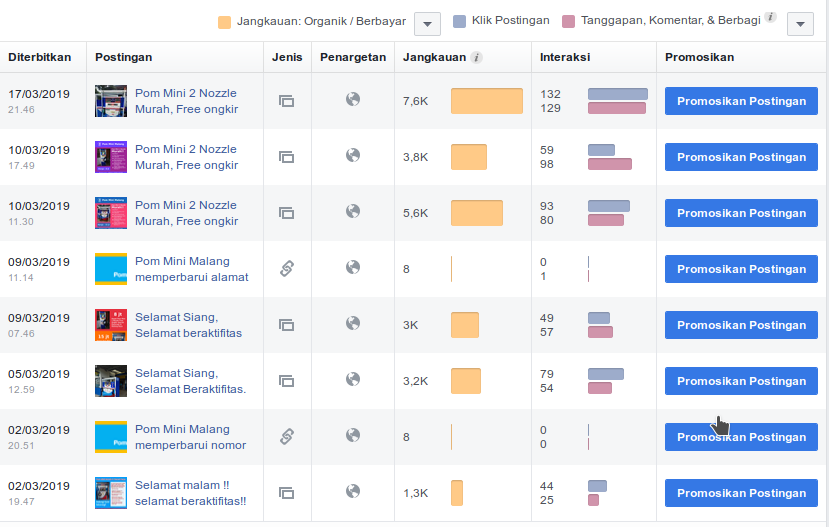 Jangkauan: Organik / Berbayar Klik Postingan Tanggapan, Komentar, & Berbagi
Diterbitkan Postingan Jenis Penargetan Jangkauan Interaksi Promosikan
17/03/2019 Pom Mini 2 Nozzle 7,6K 132 Promosikan Postingan
21.46 Murah, Free ongkir 129
10/03/2019 Pom Mini 2 Nozzle 3,8K 59 Promosikan Postingan
17.49 Murah, Free ongkir 98
10/03/2019 Pom Mini 2 Nozzle 5,6K 93 Promosikan Postingan
11.30 Murah, Free ongkir 80
09/03/2019 Pom Mini Malang 8 0 Promosikan Postingan
11.14 memperbarui alamat 1
09/03/2019 Selamat Siang, 3K 49 Promosikan Postingan
07.46 Selamat beraktifitas 57
05/03/2019 Selamat Siang, 3,2K 79 Promosikan Postingan
12.59 Selamat Beraktifitas. 54
02/03/2019 Pom Mini Malang 8 0 Promosikan Postingan
20.51 memperbarui nomor 0
02/03/2019 Selamat malam !! 1,3K 44 Promosikan Postingan
19.47 selamat beraktifitas!! 25